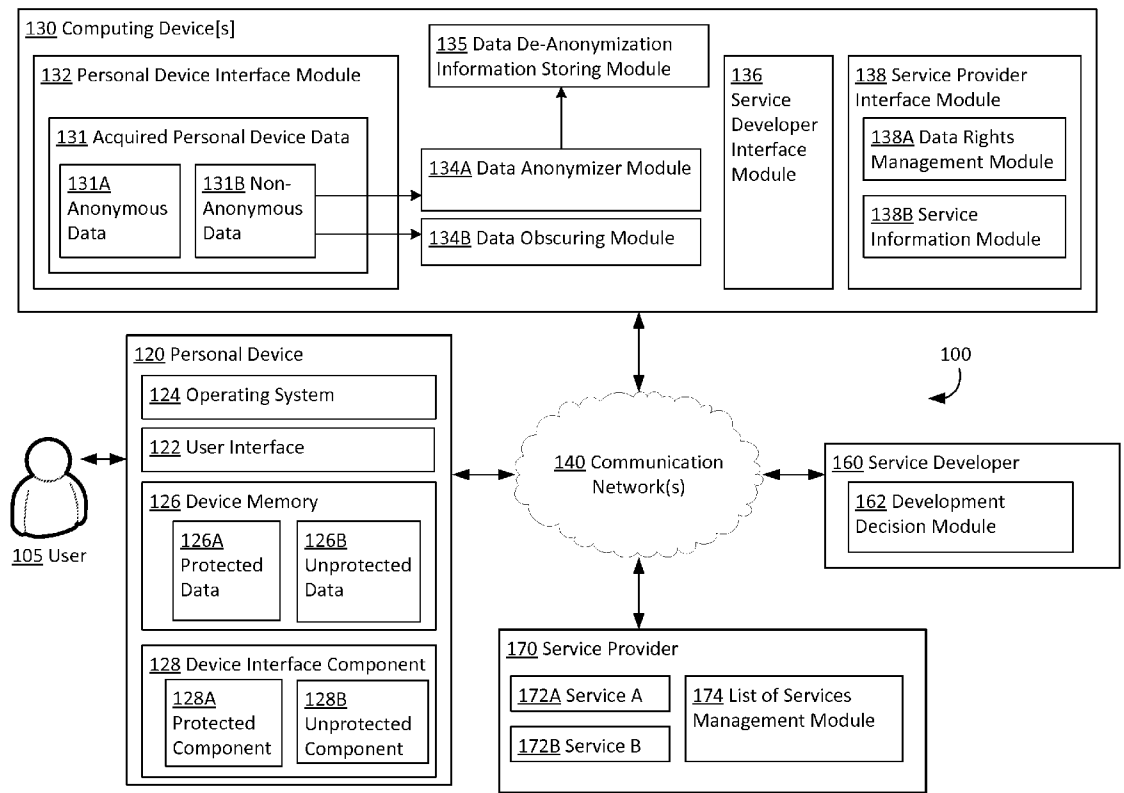 130 Computing Device[s]
132 Personal Device Interface Module
131 Acquired Personal Device Data
131A
Anonymous
Data
131B Non-
Anonymous
Data
135 Data De-Anonymization
Information Storing Module
134A Data Anonymizer Module
134B Data Obscuring Module
136
Service
Developer
Interface
Module
138 Service Provider
Interface Module
138A Data Rights
Management Module
138B Service
Information Module
120 Personal Device
124 Operating System
122 User Interface
126 Device Memory
126A
Protected
Data
126B
Unprotected
Data
128 Device Interface Component
128A
Protected
Component
128B
Unprotected
Component
105 User
140 Communication
Network(s)
100
160 Service Developer
162 Development
Decision Module
170 Service Provider
172A Service A
172B Service B
174 List of Services
Management Module